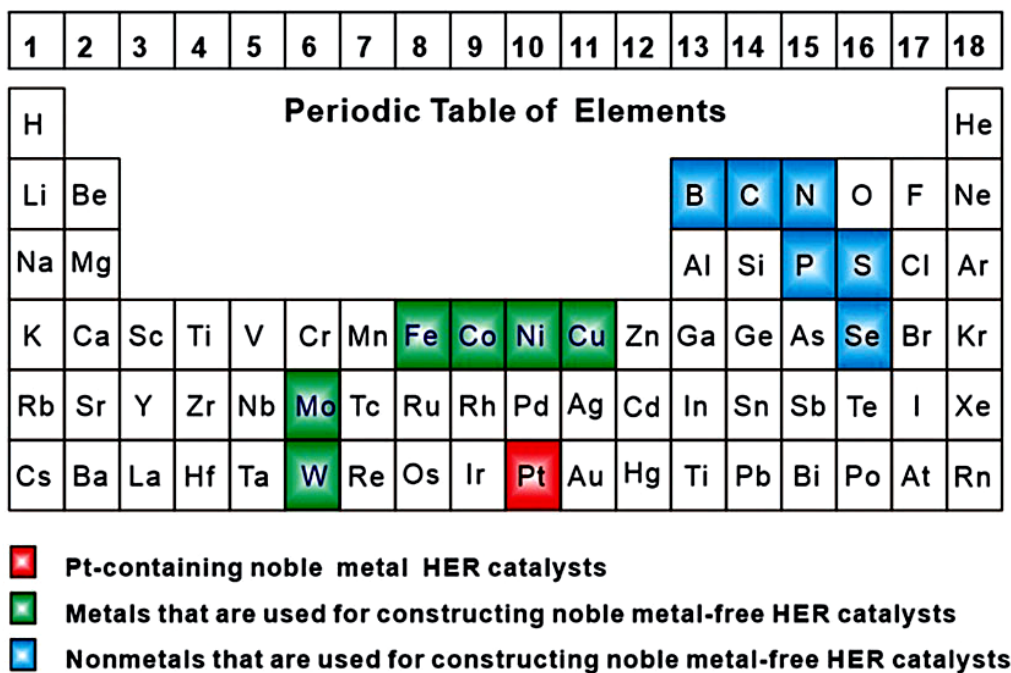 1 2 3 4 5 6 7 8 9 10 11 12 13 14 15 16 17 18
Periodic Table of Elements
H He
Li Be B C N O F Ne
Na Mg Al Si P S Cl Ar
K Ca Sc Ti V Cr Mn Fe Co Ni Cu Zn Ga Ge As Se Br Kr
Rb Sr Y Zr Nb Mo Tc Ru Rh Pd Ag Cd In Sn Sb Te I Xe
Cs Ba La Hf Ta W Re Os Ir Pt Au Hg Ti Pb Bi Po At Rn
Pt-containing noble metal HER catalysts
Metals that are used for constructing noble metal-free HER catalysts
Nonmetals that are used for constructing noble metal-free HER catalysts